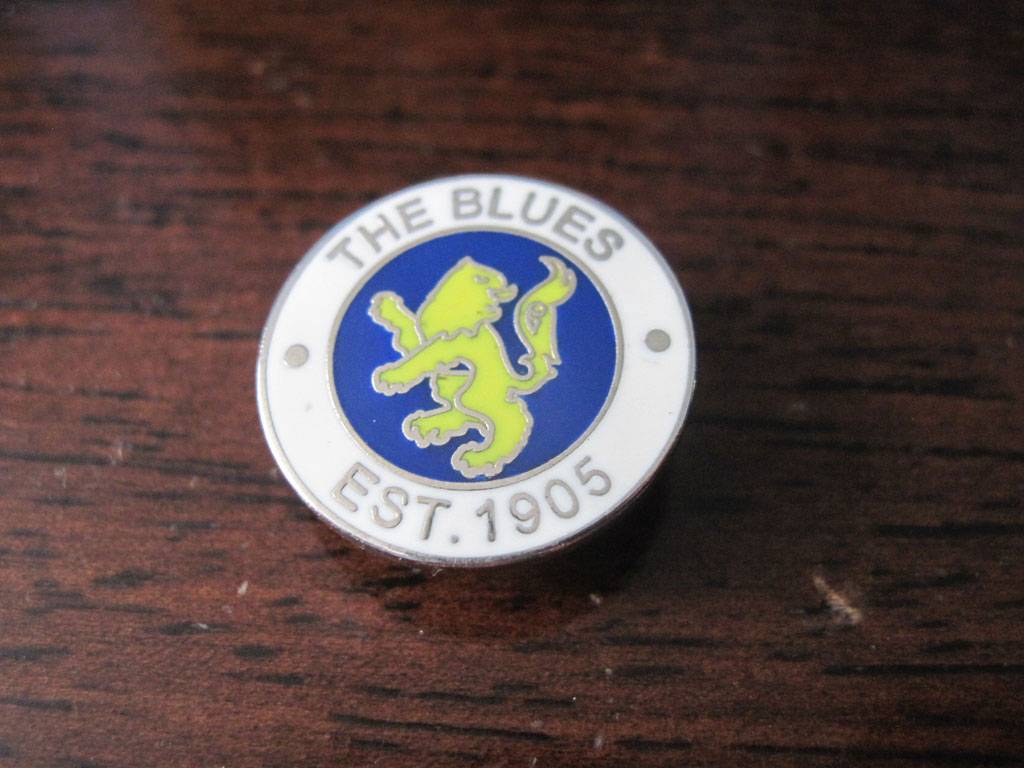 THE BLUES
EST. 1905